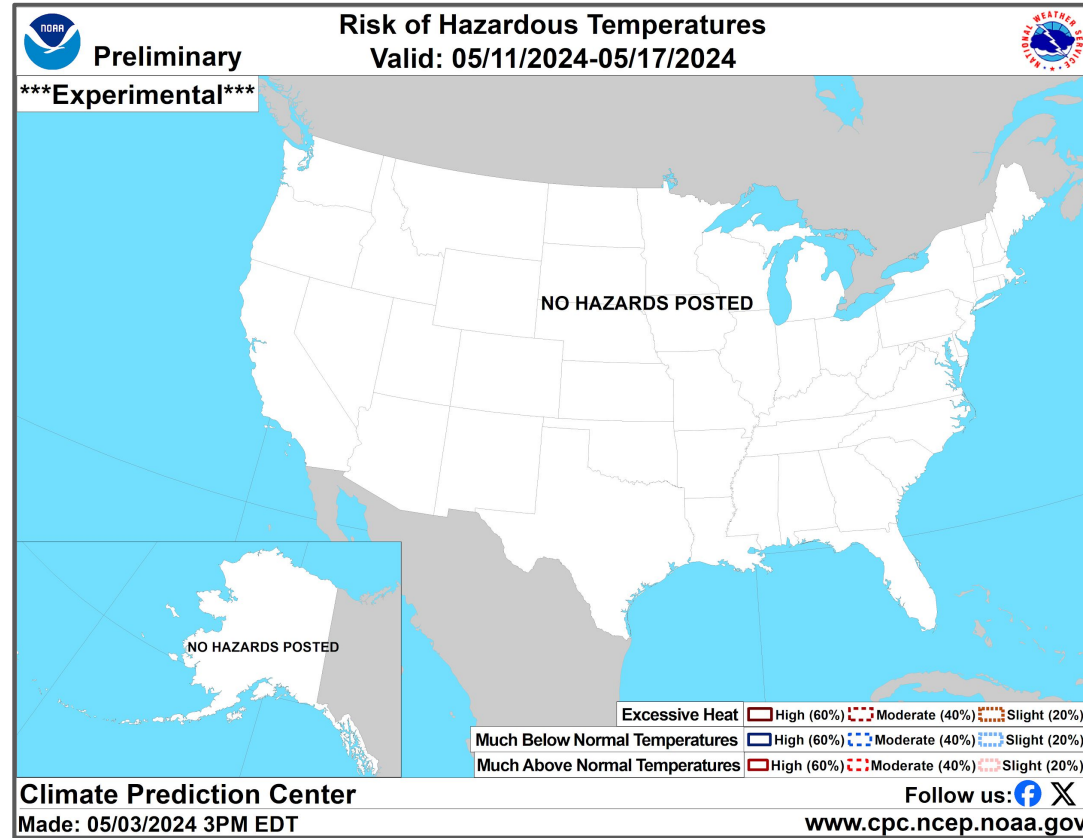 NOAA
Preliminary
Risk of Hazardous Temperatures
Valid: 05/11/2024-05/17/2024
NATIONAL WEATHER SERVICE
***Experimental***
NO HAZARDS POSTED
NO HAZARDS POSTED
Excessive Heat High (60%) Moderate (40%) Slight (20%)
Much Below Normal Temperatures High (60%) Moderate (40%) Slight (20%)
Much Above Normal Temperatures High (60%) Moderate (40%) Slight (20%)
Climate Prediction Center
Follow us:
Made: 05/03/2024 3PM EDT
www.cpc.ncep.noaa.gov